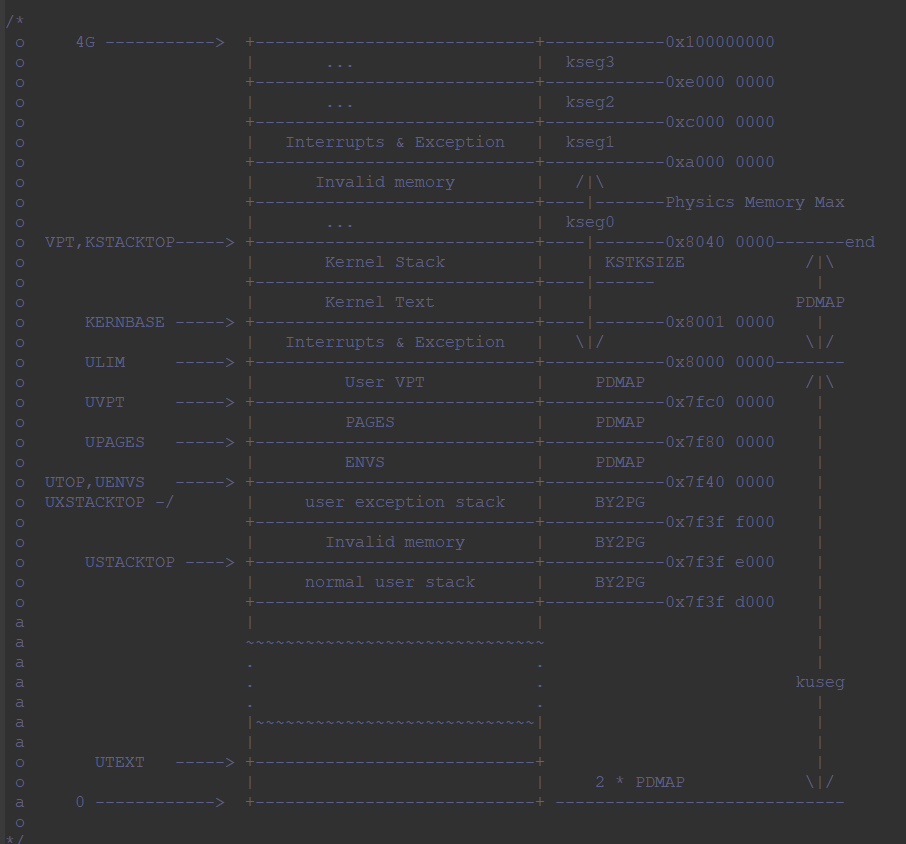 /*
 o     4G ----------->  +----------------------------+------------0x100000000
 o                      |       ...                  |  kseg3
 o                      +----------------------------+------------0xe000 0000
 o                      |       ...                  |  kseg2
 o                      +----------------------------+------------0xc000 0000
 o                      |   Interrupts & Exception   |  kseg1
 o                      +----------------------------+------------0xa000 0000
 o                      |      Invalid memory        |   /|\
 o                      +----------------------------+----|-------Physics Memory Max
 o                      |       ...                  |  kseg0
 o  VPT,KSTACKTOP-----> +----------------------------+----|-------0x8040 0000-------end
 o                      |       Kernel Stack         |    | KSTKSIZE            /|\
 o                      +----------------------------+----|------                |
 o                      |       Kernel Text          |    |                    PDMAP
 o      KERNBASE -----> +----------------------------+----|-------0x8001 0000    |
 o                      |   Interrupts & Exception   |   \|/                    \|/
 o      ULIM     -----> +----------------------------+------------0x8000 0000-------
 o                      |         User VPT           |     PDMAP                /|\
 o      UVPT     -----> +----------------------------+------------0x7fc0 0000    |
 o                      |         PAGES              |     PDMAP                 |
 o      UPAGES   -----> +----------------------------+------------0x7f80 0000    |
 o                      |         ENVS               |     PDMAP                 |
 o  UTOP,UENVS   -----> +----------------------------+------------0x7f40 0000    |
 o  UXSTACKTOP -/       |     user exception stack   |     BY2PG                 |
 o                      +----------------------------+------------0x7f3f f000    |
 o                      |       Invalid memory       |     BY2PG                 |
 o      USTACKTOP ----> +----------------------------+------------0x7f3f e000    |
 o                      |     normal user stack      |     BY2PG                 |
 o                      +----------------------------+------------0x7f3f d000    |
 a                      |                            |                           |
 a                      ~~~~~~~~~~~~~~~~~~~~~~~~~~~~~~                           |
 a                      .                            .                           |
 a                      .                            .                         kuseg
 a                      .                            .                           |
 a                      |~~~~~~~~~~~~~~~~~~~~~~~~~~~~|                           |
 a                      |                            |                           |
 o       UTEXT   -----> +----------------------------+                           |
 o                      |                            |     2 * PDMAP            \|/
 a     0 ------------>  +----------------------------+ -----------------------------
 o
*/